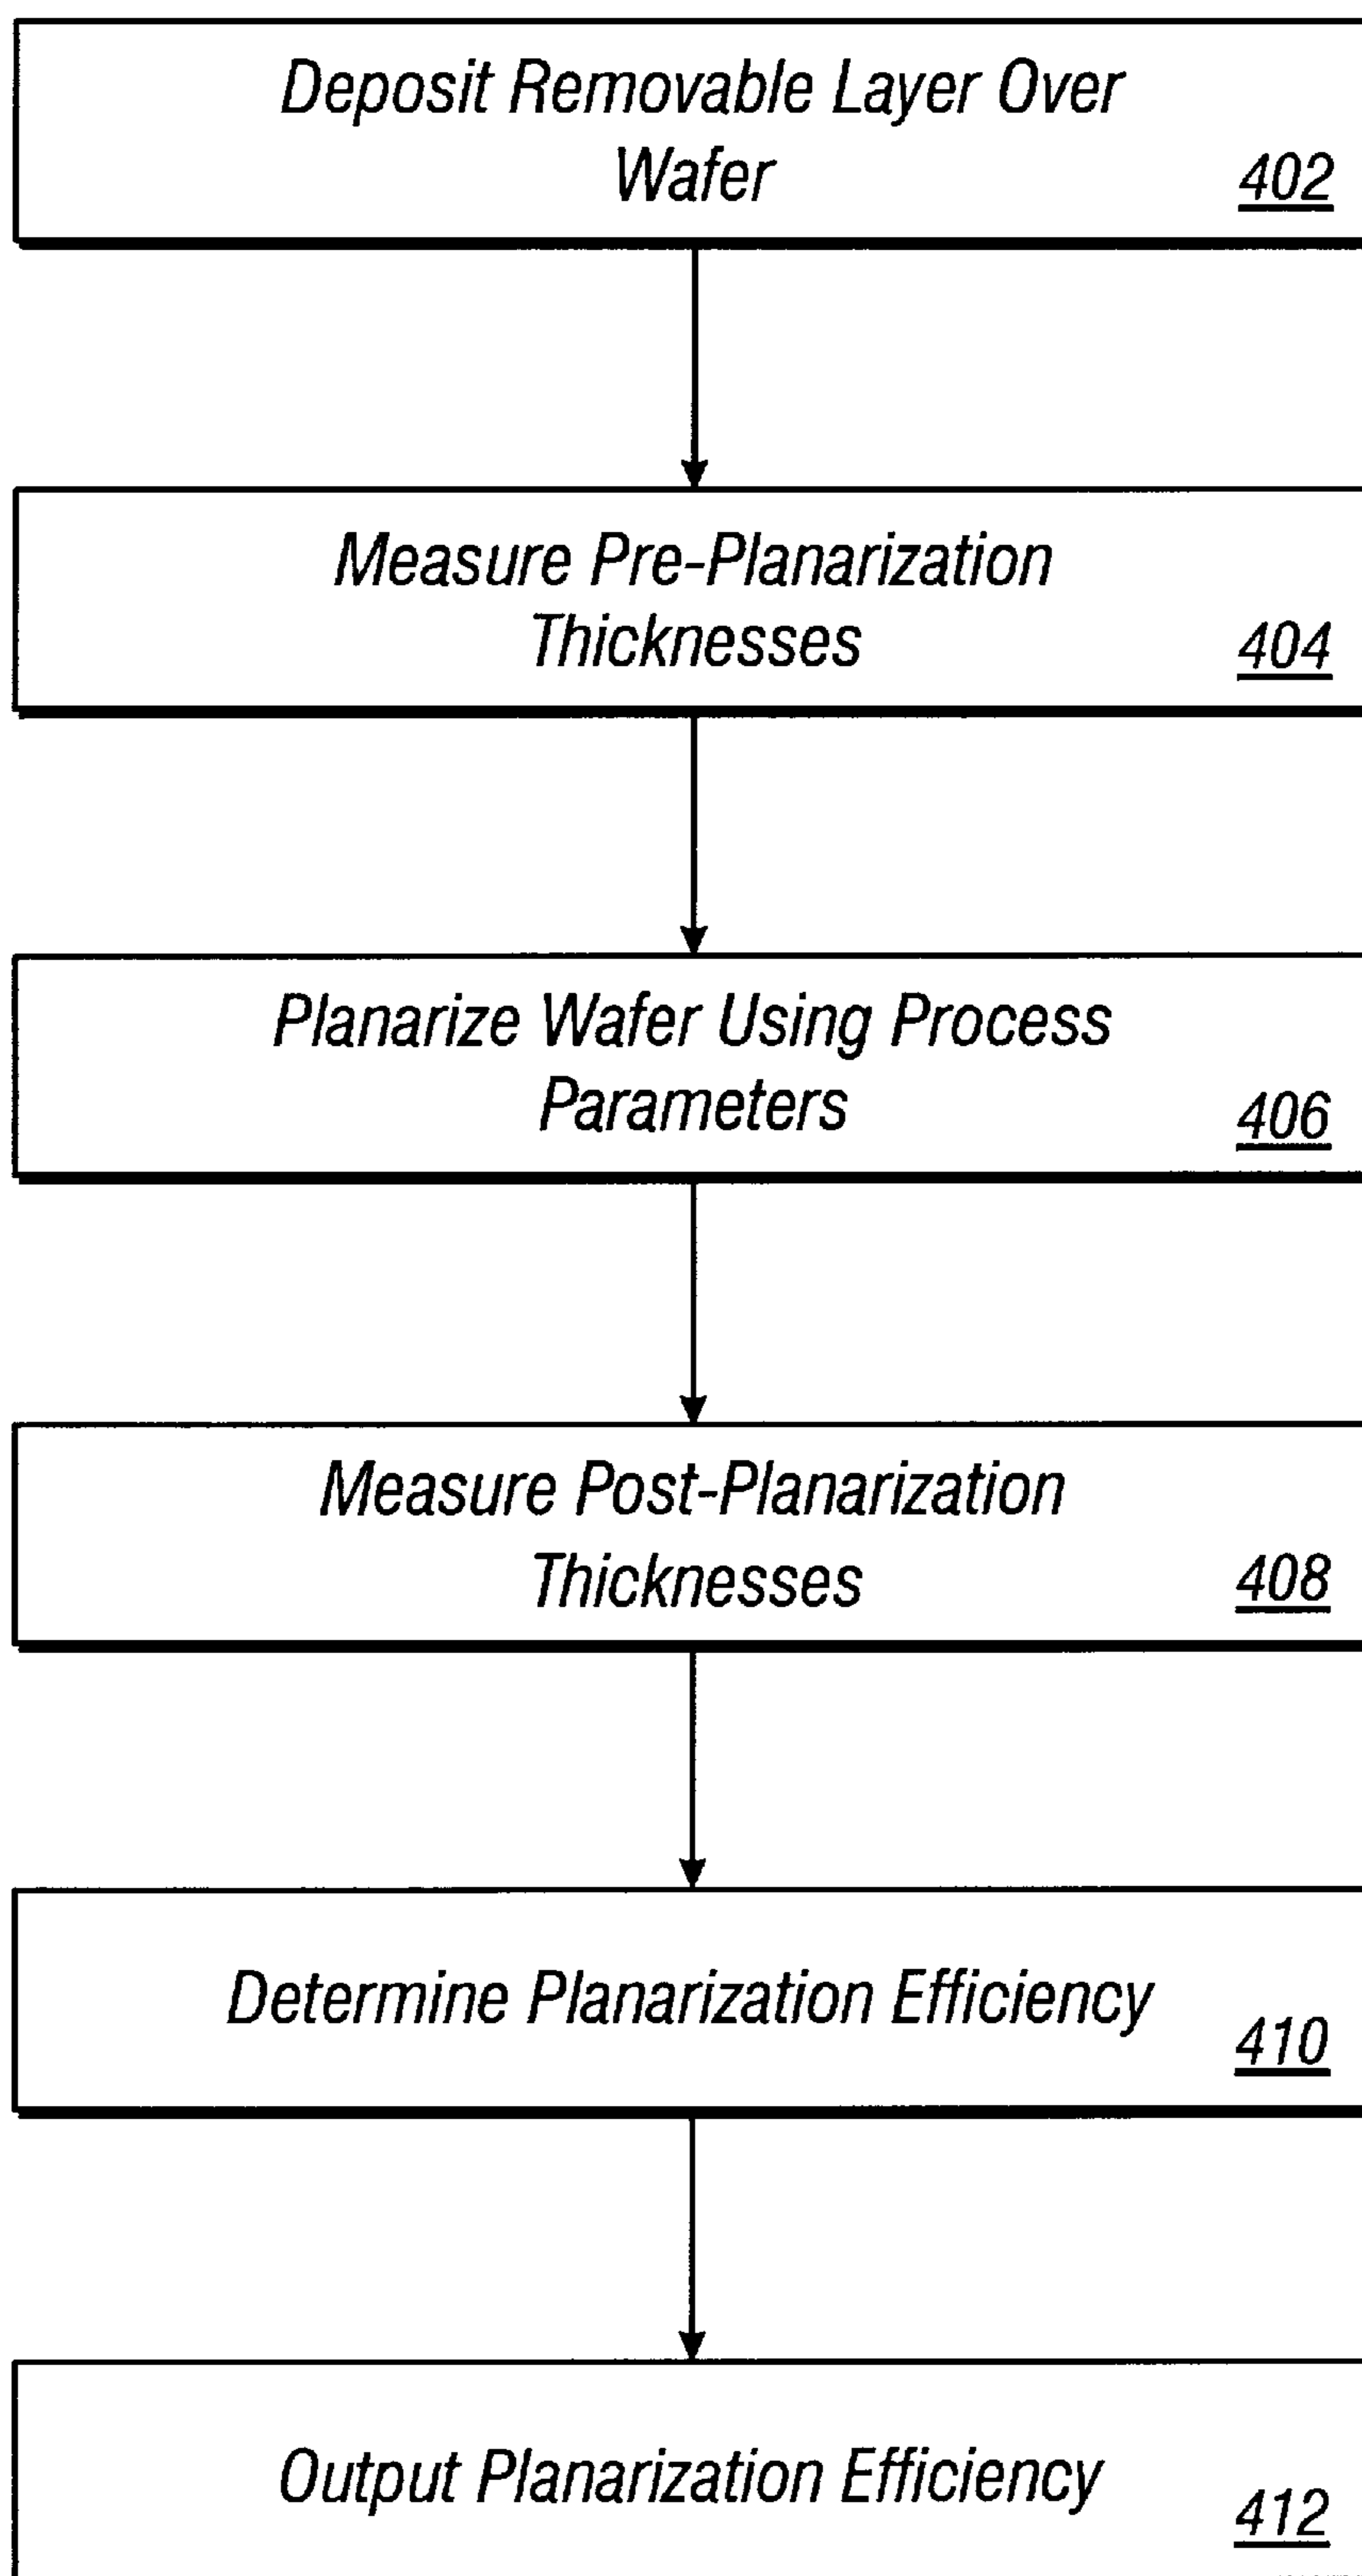 Deposit Removable Layer Over
Wafer
402
Measure Pre-Planarization
Thicknesses
404
Planarize Wafer Using Process
Parameters
406
Measure Post-Planarization
Thicknesses
408
Determine Planarization Efficiency
410
Output Planarization Efficiency
412